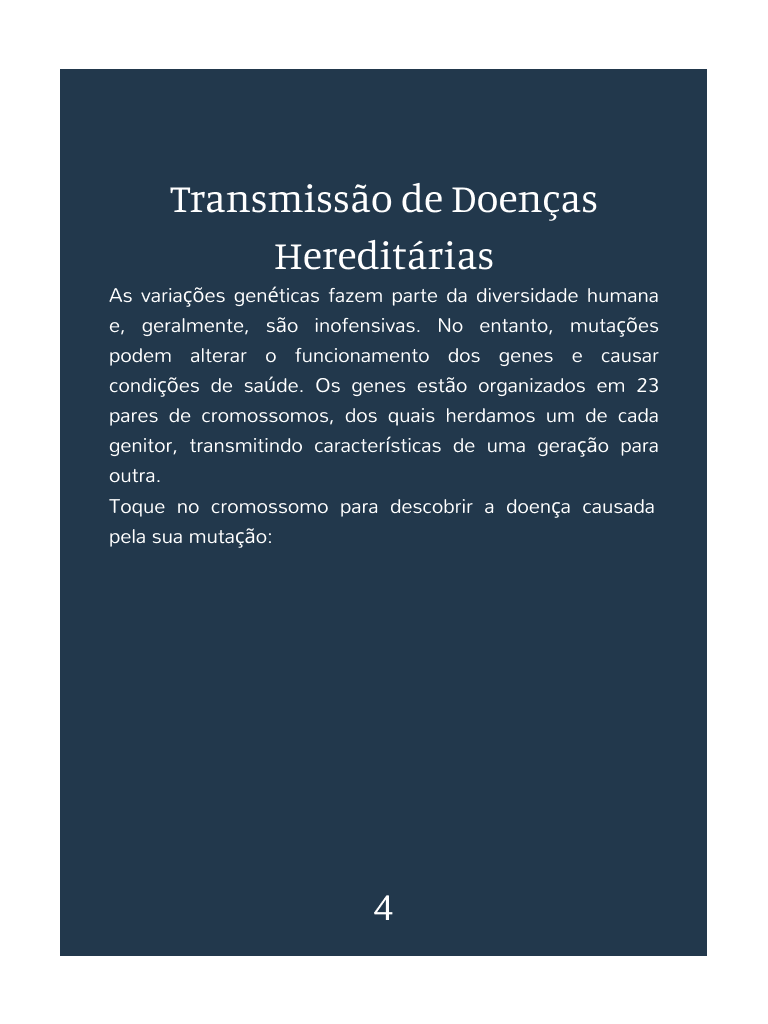 Transmissão de Doenças
Hereditárias
As variações genéticas fazem parte da diversidade humana
e, geralmente, são inofensivas. No entanto, mutações
podem alterar o funcionamento dos genes e causar
condições de saúde. Os genes estão organizados em 23
pares de cromossomos, dos quais herdamos um de cada
genitor, transmitindo características de uma geração para
outra.
Toque no cromossomo para descobrir a doença causada
pela sua mutação:
4